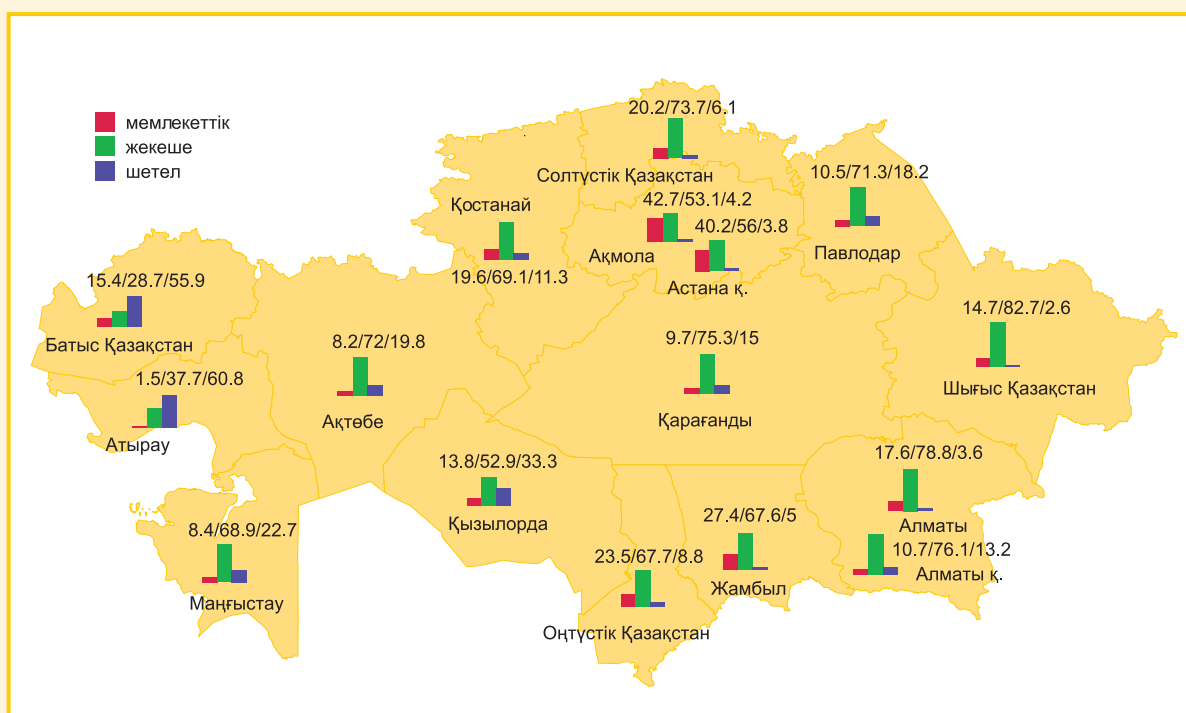 мемлекеттік
жекеше
шетел
20.2/73.7/6.1
Солтүстік Қазақстан
Қостанай
19.6/69.1/11.3
42.7/53.1/4.2
Ақмола
40.2/56/3.8
Астана қ.
10.5/71.3/18.2
Павлодар
15.4/28.7/55.9
Батыс Қазақстан
1.5/37.7/60.8
Атырау
8.2/72/19.8
Ақтөбе
9.7/75.3/15
Қарағанды
14.7/82.7/2.6
Шығыс Қазақстан
8.4/68.9/22.7
Маңғыстау
13.8/52.9/33.3
Қызылорда
23.5/67.7/8.8
Оңтүстік Қазақстан
27.4/67.6/5
Жамбыл
17.6/78.8/3.6
Алматы
10.7/76.1/13.2
Алматы қ.